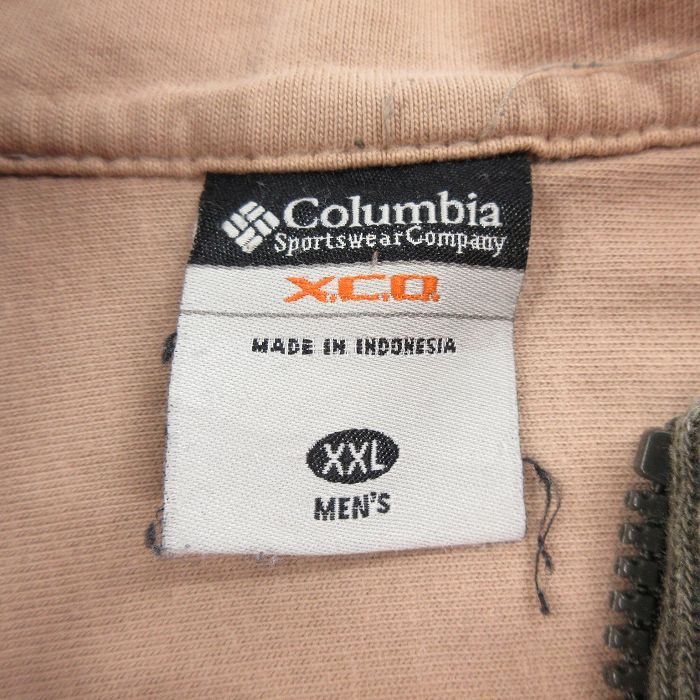 Columbia
Sportswear Company
X.C.O.
MADE IN INDONESIA
XXL
MEN'S